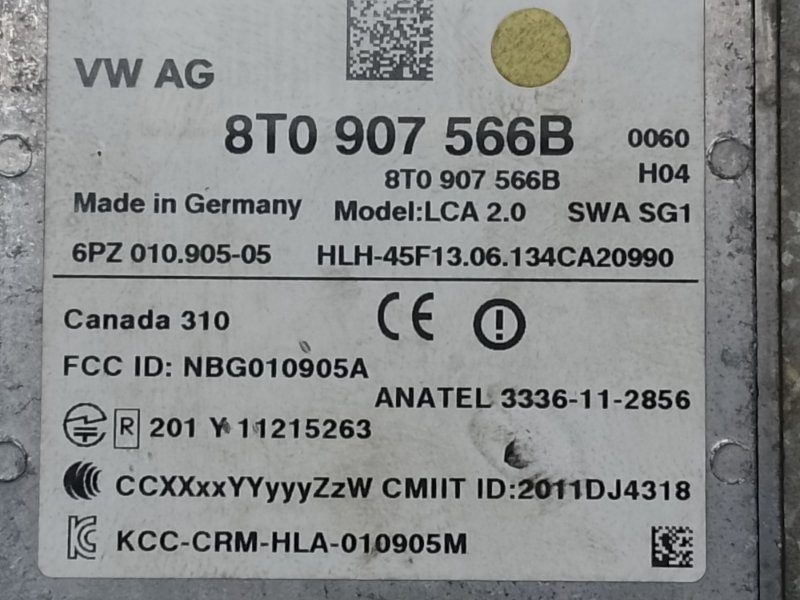 VW AG
8T0 907 566B 0060
8T0 907 566B H04
Made in Germany Model:LCA 2.0 SWA SG1
6PZ 010.905-05 HLH-45F13.06.134CA20990
Canada 310 CE
FCC ID: NBG010905A
ANATEL 3336-11-2856
R 201 Y 11215263
CCXXxxYYyyyZzW CMIIT ID:2011DJ4318
KCC-CRM-HLA-010905M